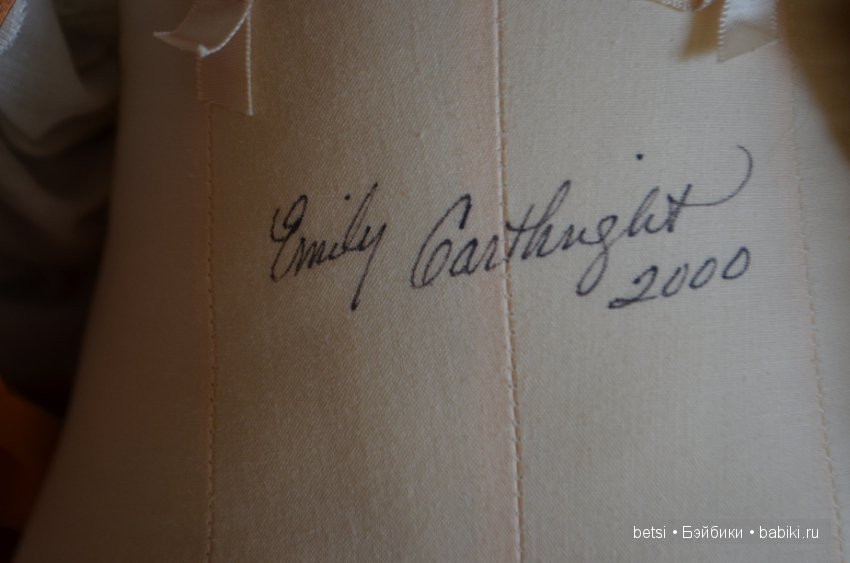 Emily Carthright
2000
betsi • Бэйбики • babiki.ru